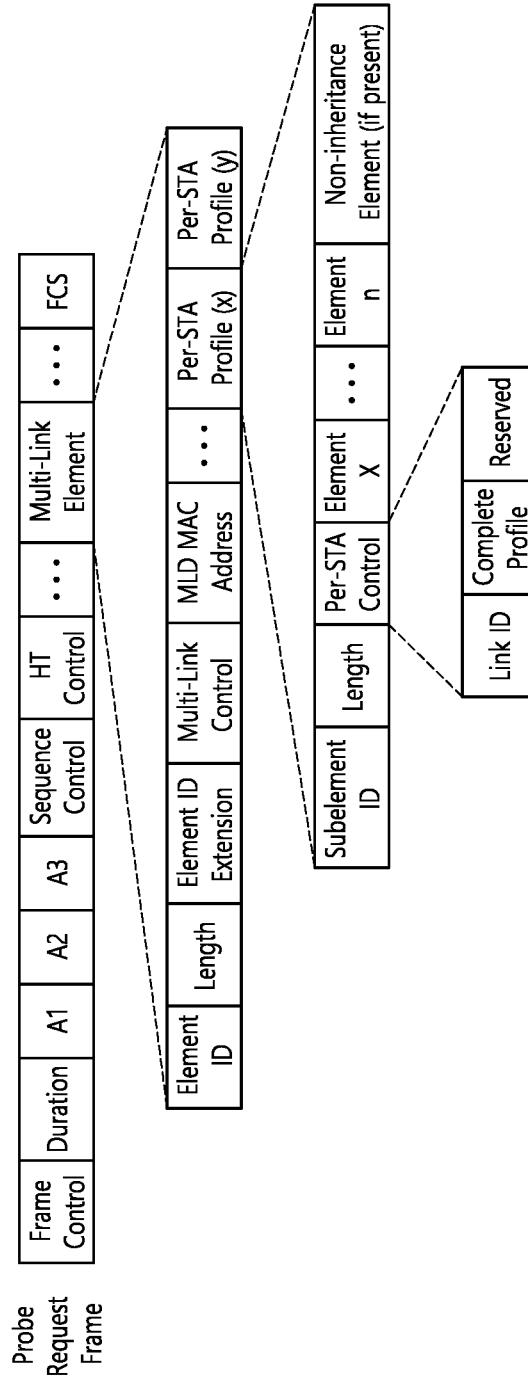 Probe
Request
Frame
Frame
Control
Duration
A1
A2
A3
Sequence
Control
HT
Control
• • •
Multi-Link
Element
• • •
FCS
Element
ID
Length
Element ID
Extension
Multi-Link
Control
MLD MAC
Address
• • •
Per-STA
Profile (x)
Per-STA
Profile (y)
Subelement
ID
Length
Per-STA
Control
Element
X
• • •
Element
n
Non-inheritance
Element (if present)
Link ID
Complete
Profile
Reserved